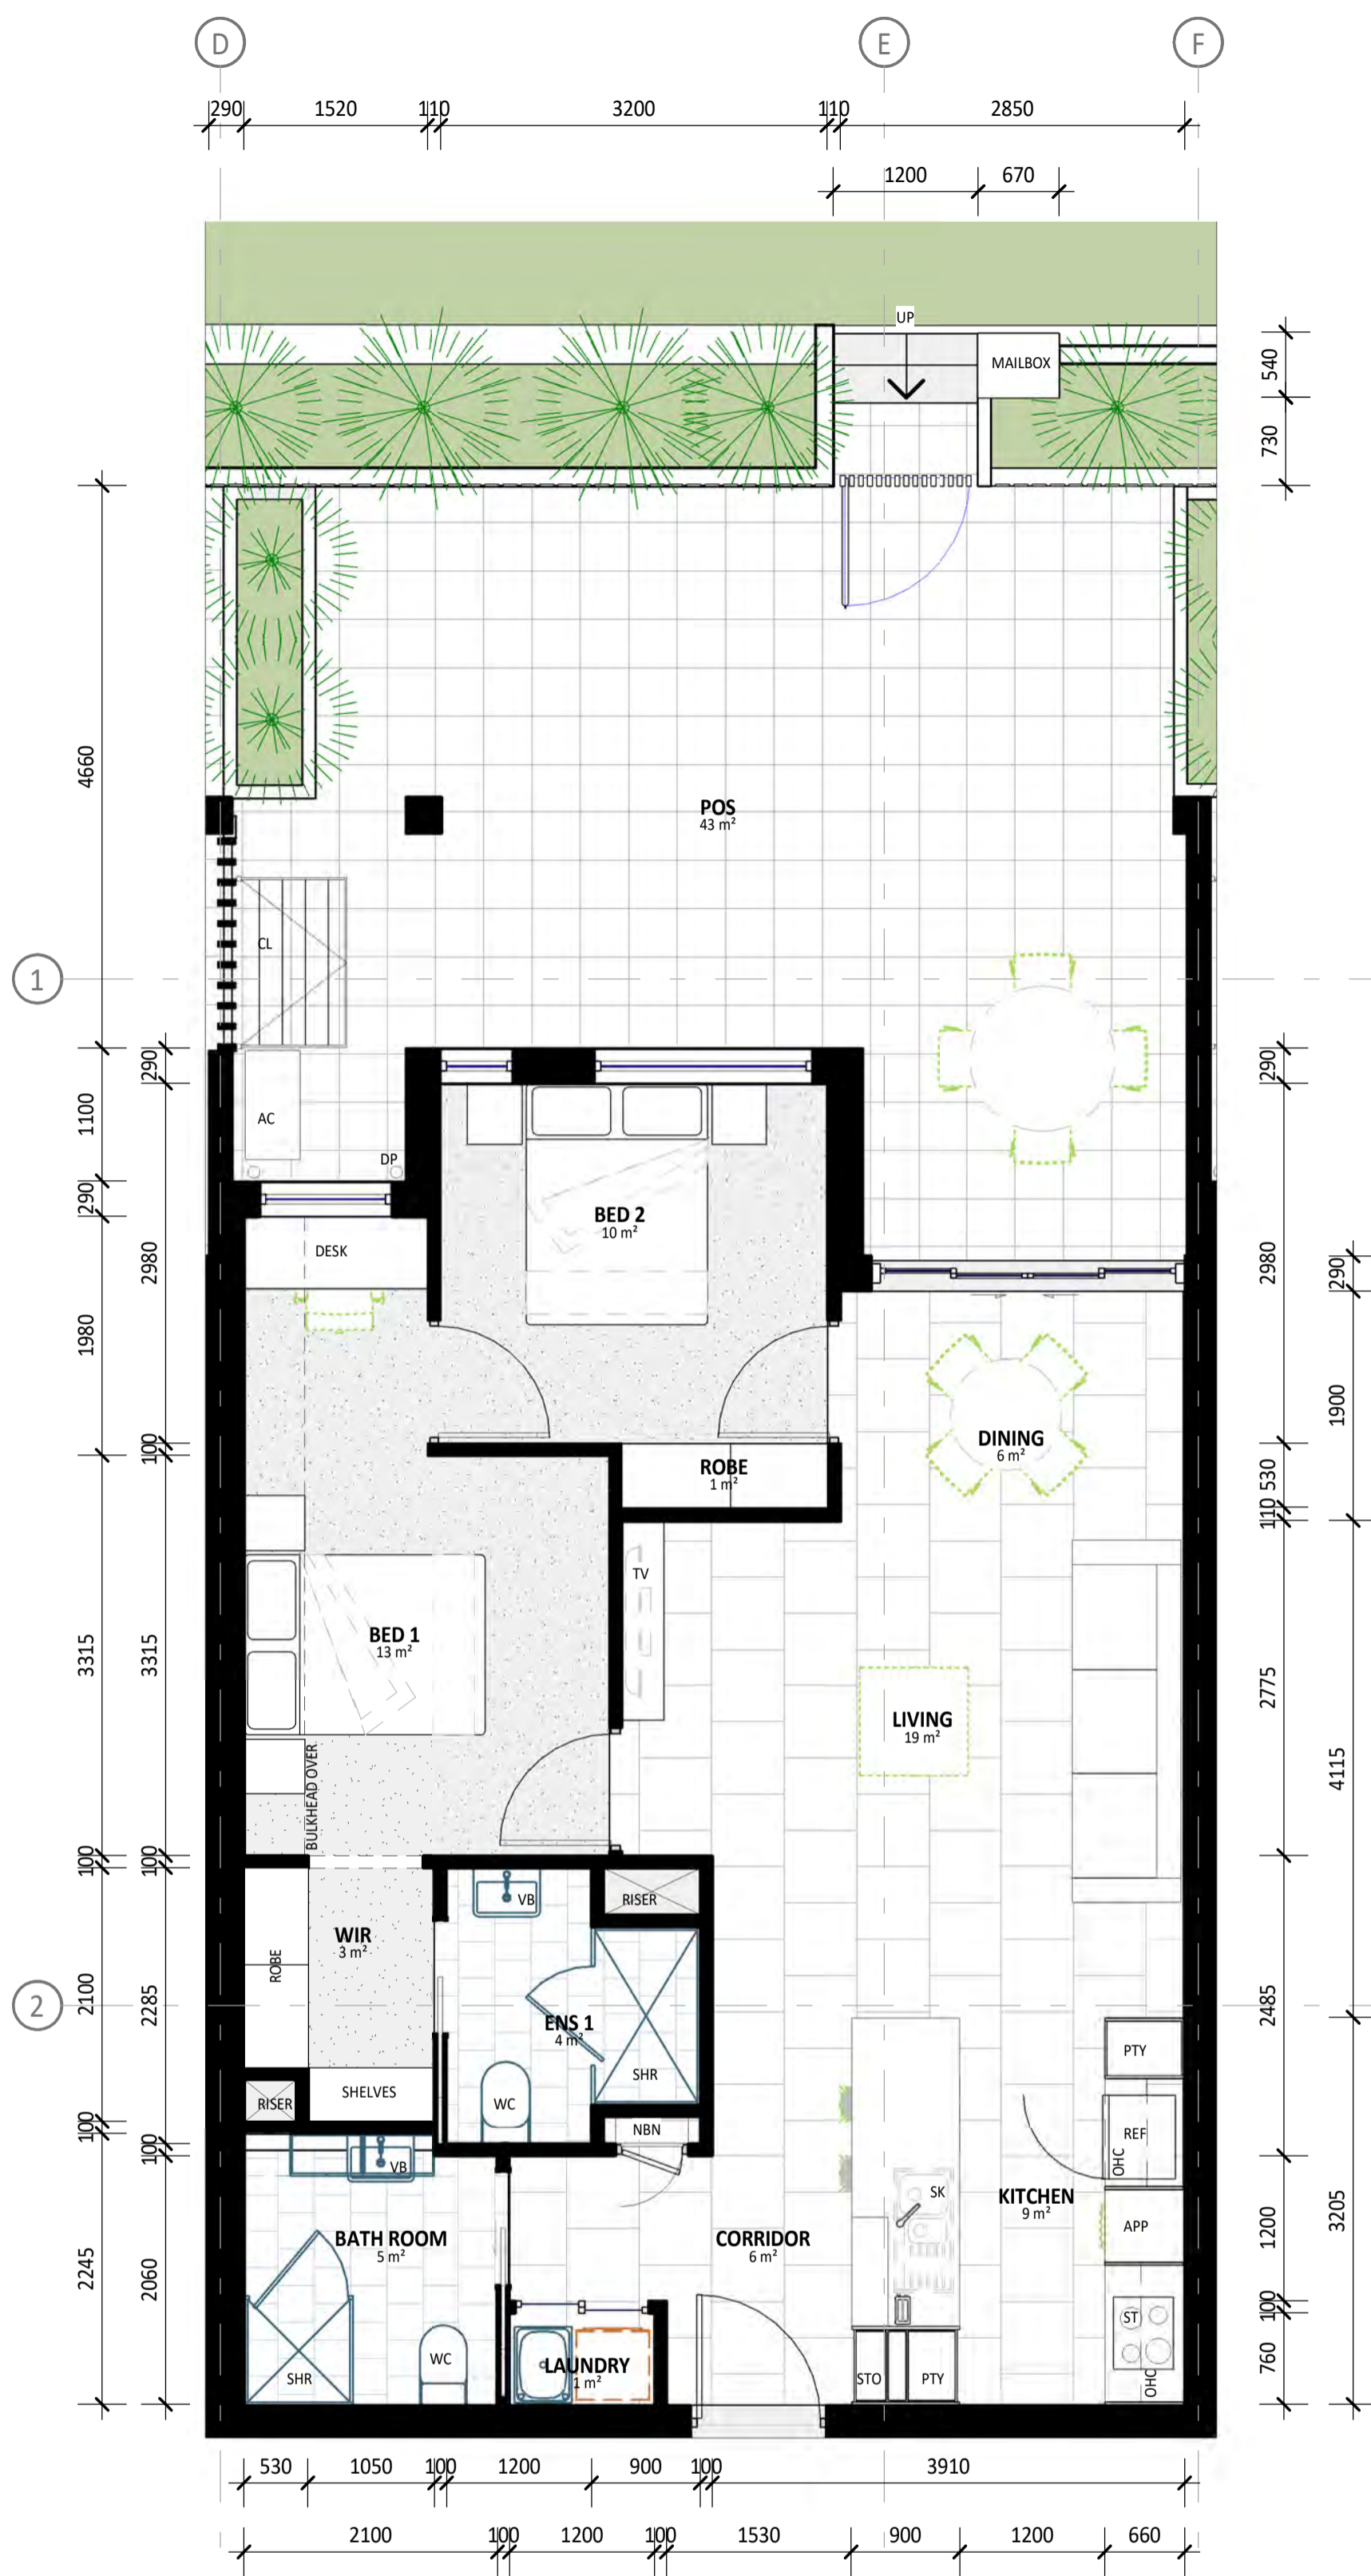 D E F
290 1520 110 3200 110 2850
1200 670
UP
MAILBOX
540
730
4660
POS
43 m²
CL
1
290
290
1100
AC
DP
290
BED 2
10 m²
2980
2980
290
DESK
1980
1900
DINING
6 m²
100
ROBE
1 m²
530
110
TV
BED 1
13 m²
3315
3315
2775
LIVING
19 m²
4115
BULKHEAD OVER
100
100
VB
RISER
WIR
3 m²
ROBE
2
2100
2285
2485
ENS 1
4 m²
PTY
SHR
SHELVES
WC
RISER
NBN
REF
OHC
100
100
VB
SK
KITCHEN
9 m²
APP
3205
1200
BATH ROOM
5 m²
CORRIDOR
6 m²
2245
2060
100
ST
WC
LAUNDRY
1 m²
SHR
STO
PTY
OHC
760
530 1050 100 1200 900 100 3910
2100 100 1200 100 1530 900 1200 660